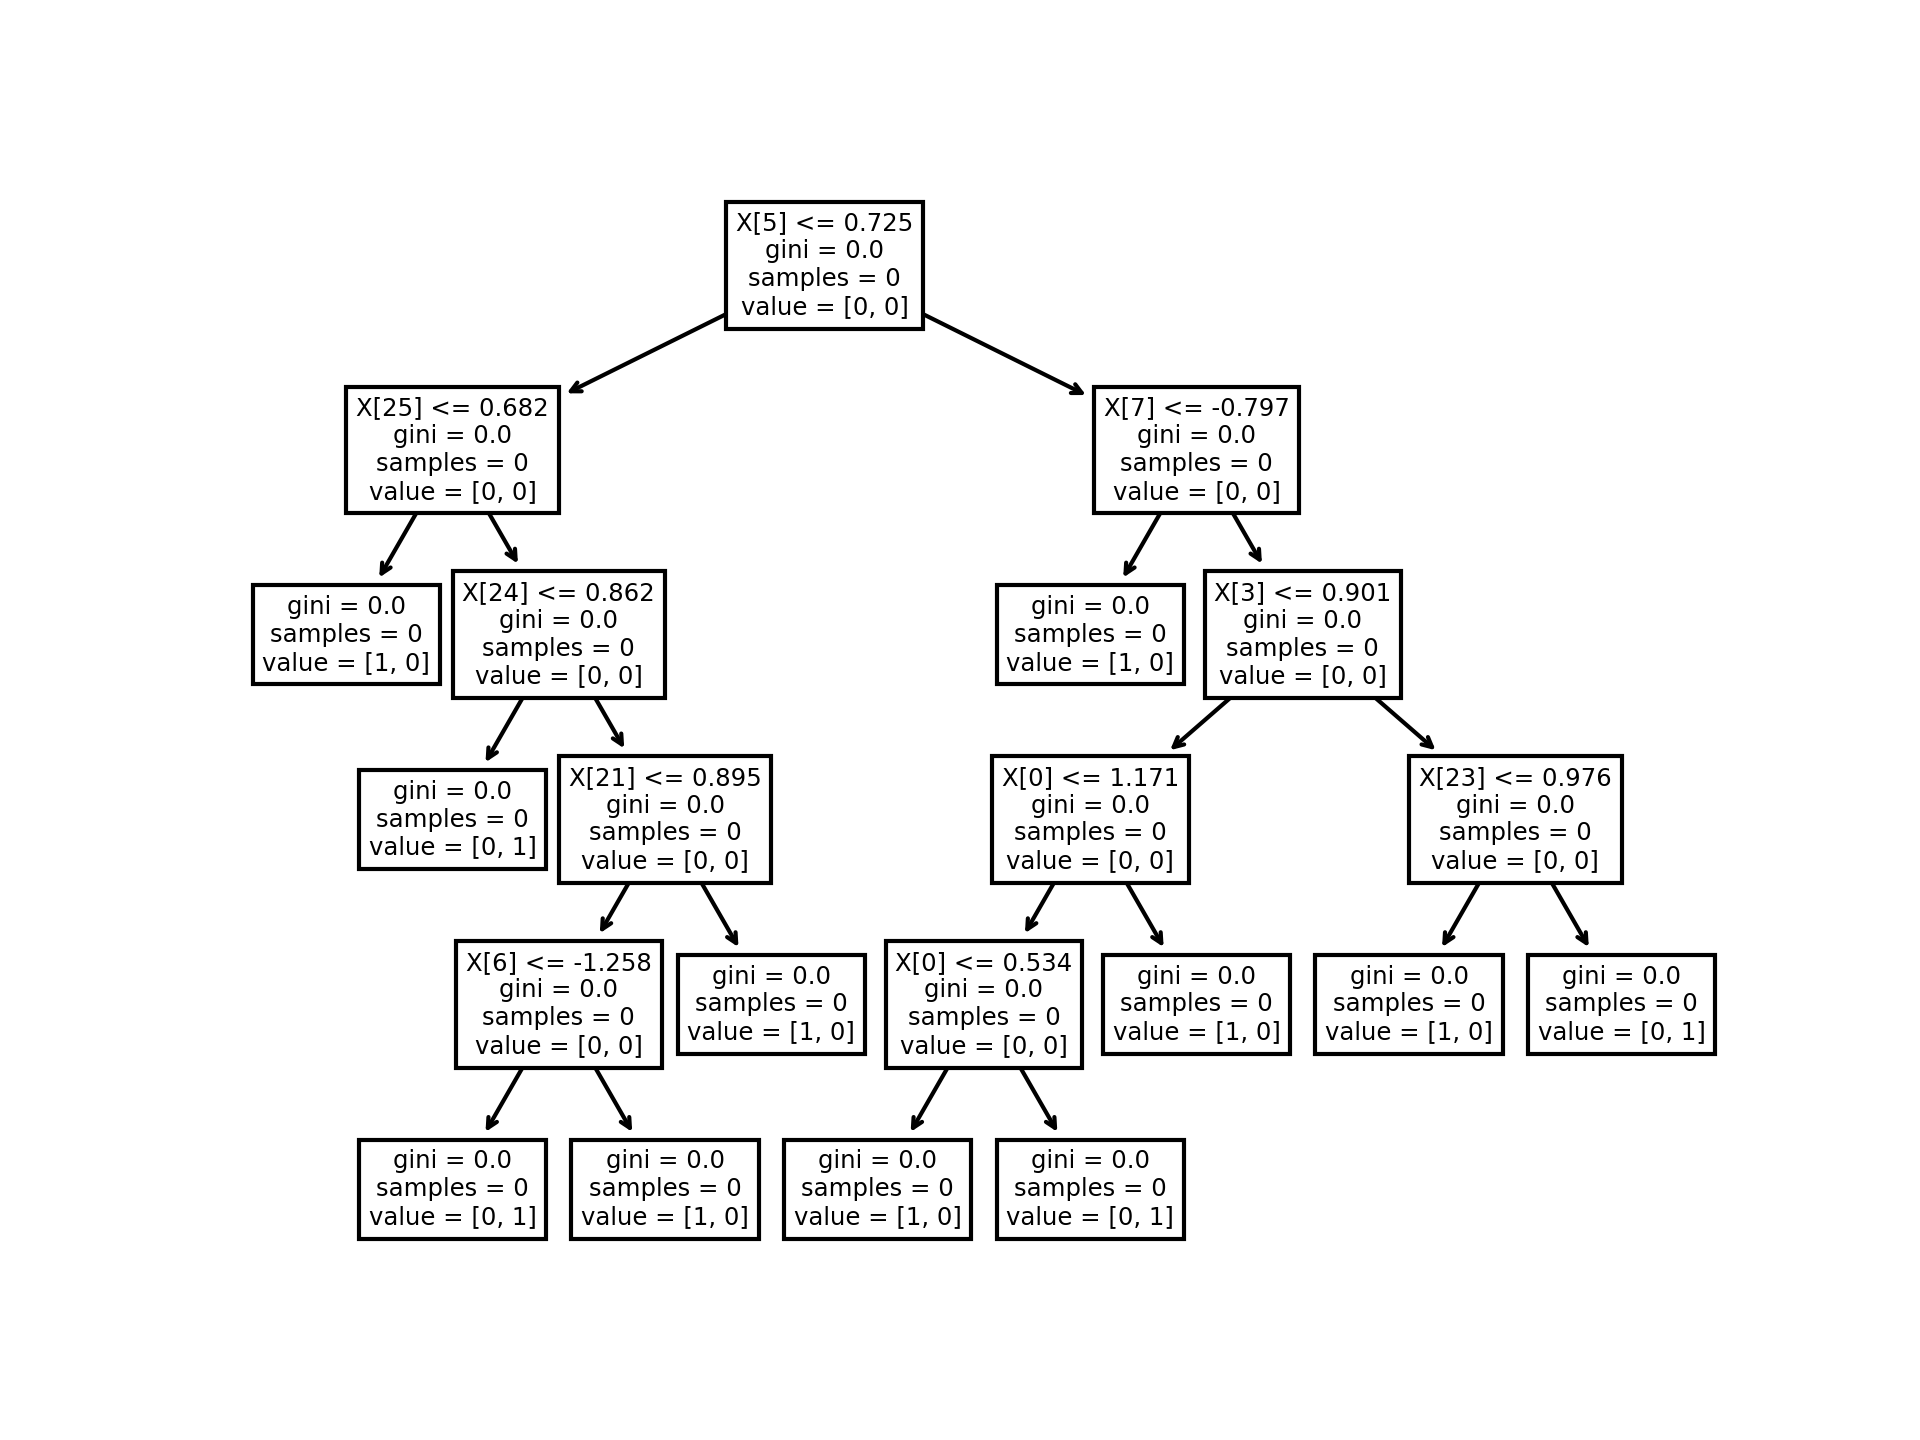 X[5] <= 0.725
gini = 0.0
samples = 0
value = [0, 0]
X[25] <= 0.682
gini = 0.0
samples = 0
value = [0, 0]
X[7] <= -0.797
gini = 0.0
samples = 0
value = [0, 0]
gini = 0.0
samples = 0
value = [1, 0]
X[24] <= 0.862
gini = 0.0
samples = 0
value = [0, 0]
gini = 0.0
samples = 0
value = [1, 0]
X[3] <= 0.901
gini = 0.0
samples = 0
value = [0, 0]
gini = 0.0
samples = 0
value = [0, 1]
X[21] <= 0.895
gini = 0.0
samples = 0
value = [0, 0]
X[0] <= 1.171
gini = 0.0
samples = 0
value = [0, 0]
X[23] <= 0.976
gini = 0.0
samples = 0
value = [0, 0]
X[6] <= -1.258
gini = 0.0
samples = 0
value = [0, 0]
gini = 0.0
samples = 0
value = [1, 0]
X[0] <= 0.534
gini = 0.0
samples = 0
value = [0, 0]
gini = 0.0
samples = 0
value = [1, 0]
gini = 0.0
samples = 0
value = [1, 0]
gini = 0.0
samples = 0
value = [0, 1]
gini = 0.0
samples = 0
value = [0, 1]
gini = 0.0
samples = 0
value = [1, 0]
gini = 0.0
samples = 0
value = [1, 0]
gini = 0.0
samples = 0
value = [0, 1]